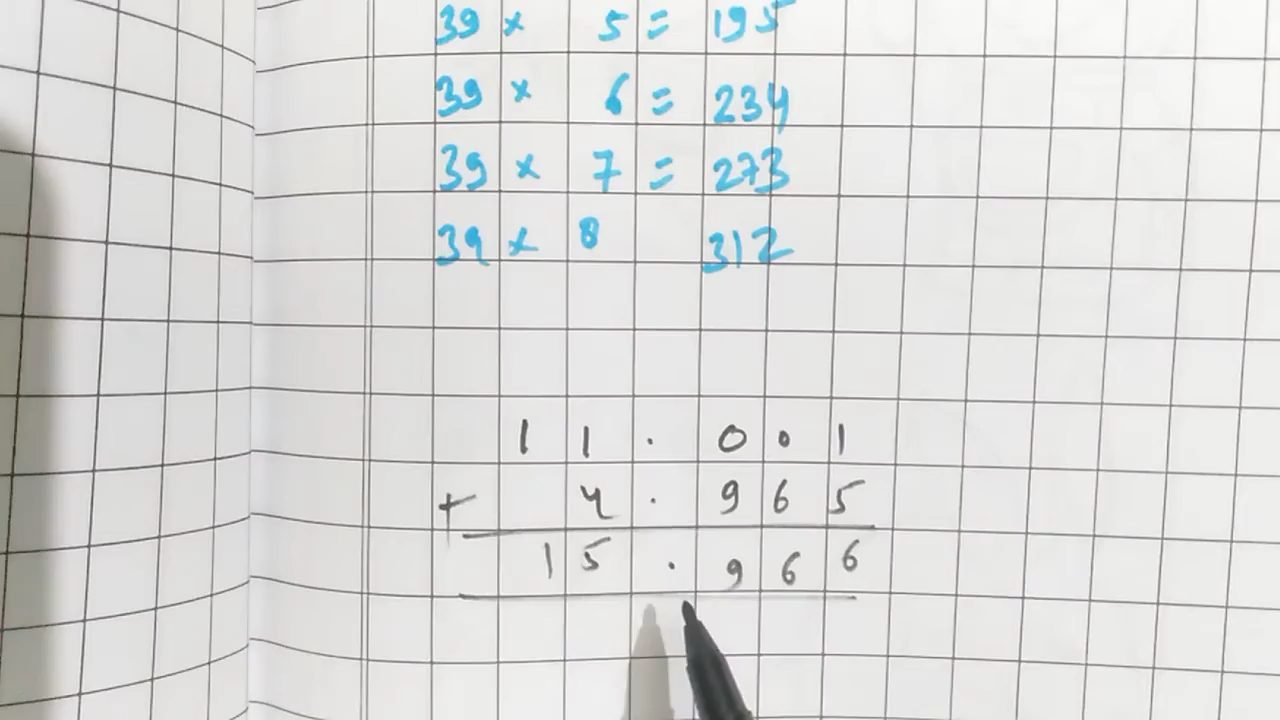 39 × 5 = 195
39 × 6 = 234
39 × 7 = 273
39 × 8 312
11.001
+ 4.965
15.966